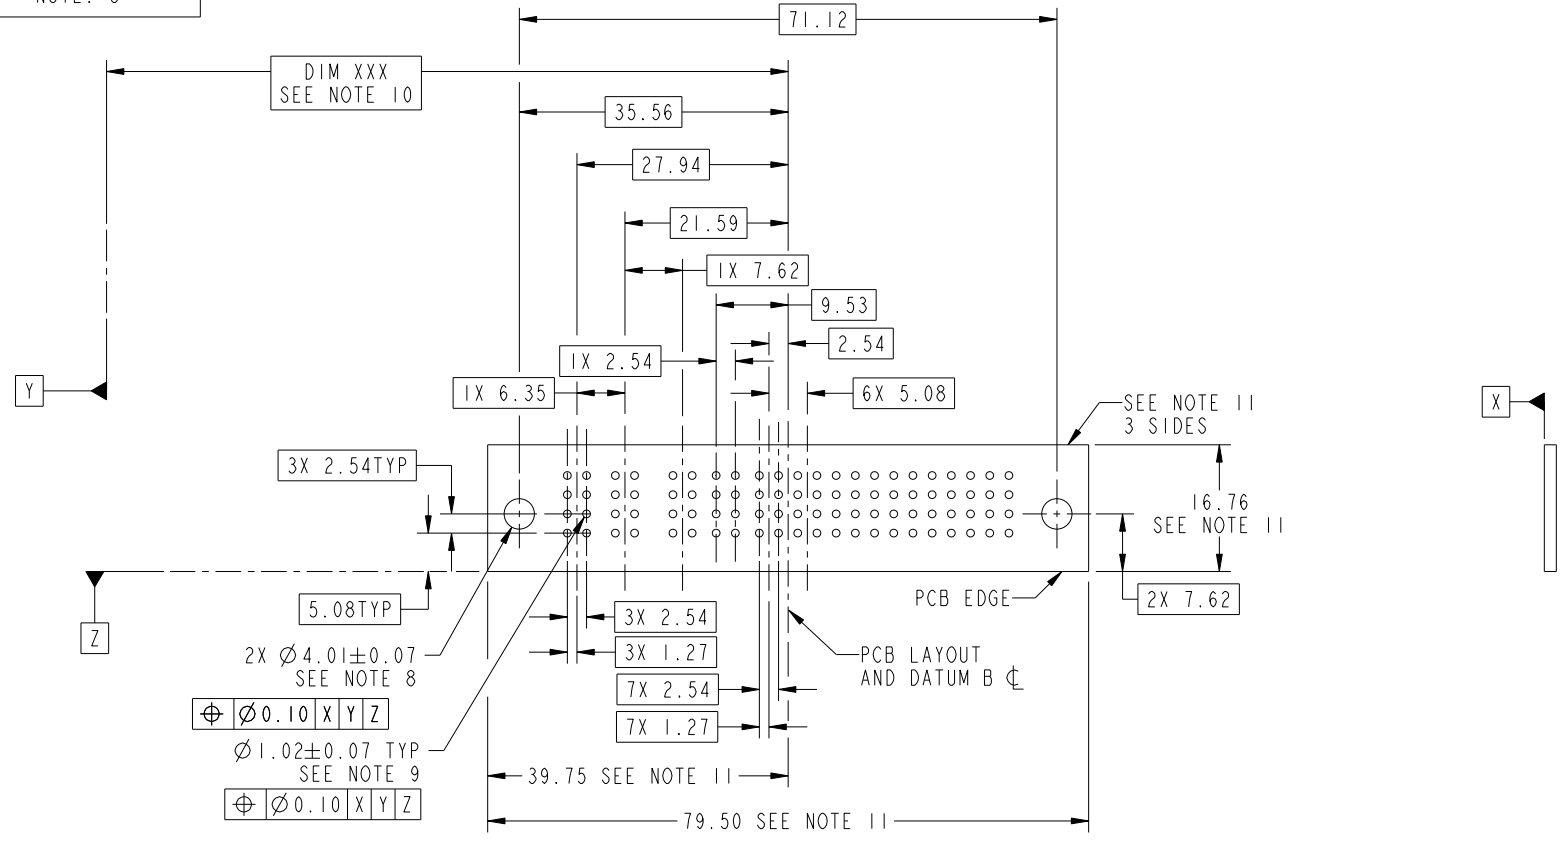 71.12
DIM XXX
SEE NOTE 10
35.56
27.94
21.59
1X 7.62
9.53
2.54
1X 2.54
6X 5.08
1X 6.35
Y
X
SEE NOTE 11
3 SIDES
3X 2.54TYP
16.76
SEE NOTE 11
PCB EDGE
2X 7.62
5.08TYP
Z
3X 2.54
3X 1.27
2X Ø4.01±0.07
SEE NOTE 8
PCB LAYOUT
AND DATUM B ℄
7X 2.54
⌖ Ø0.10 X Y Z
7X 1.27
Ø1.02±0.07 TYP
SEE NOTE 9
⌖ Ø0.10 X Y Z
39.75 SEE NOTE 11
79.50 SEE NOTE 11